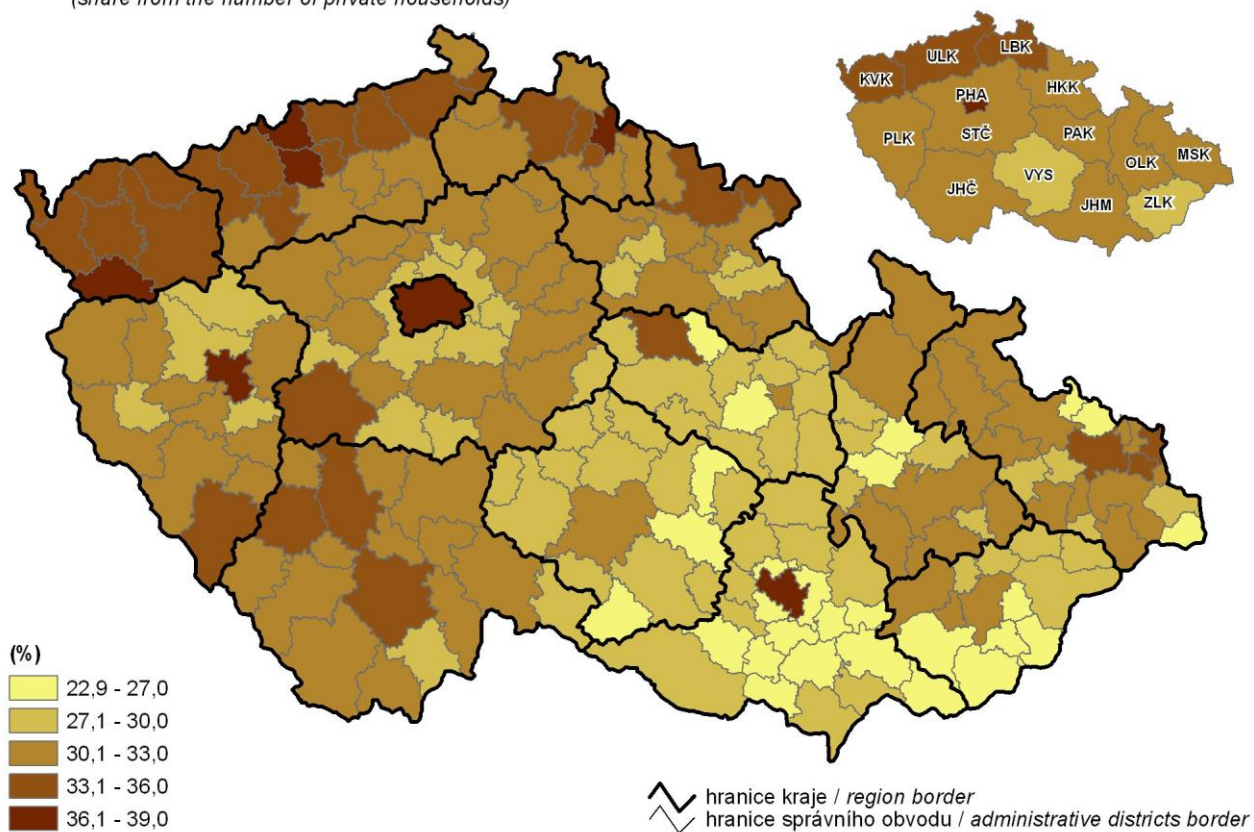 (share from the number of private households)
KVK
ULK
LBK
HKK
PHA
STČ
PLK
PAK
OLK
MSK
VYS
JHČ
JHM
ZLK
(%)
22,9 - 27,0
27,1 - 30,0
30,1 - 33,0
33,1 - 36,0
36,1 - 39,0
hranice kraje / region border
hranice správního obvodu / administrative districts border